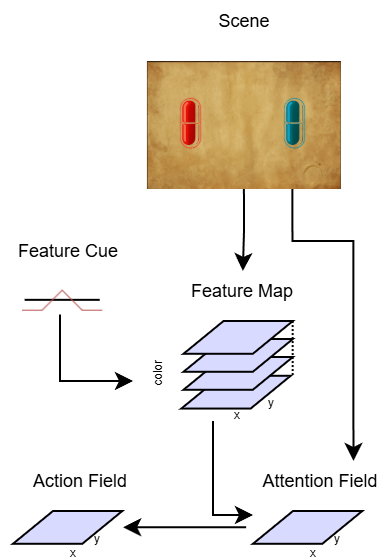 Scene
Feature Cue
Feature Map
color
y
x
Action Field
Attention Field
y
x
y
x